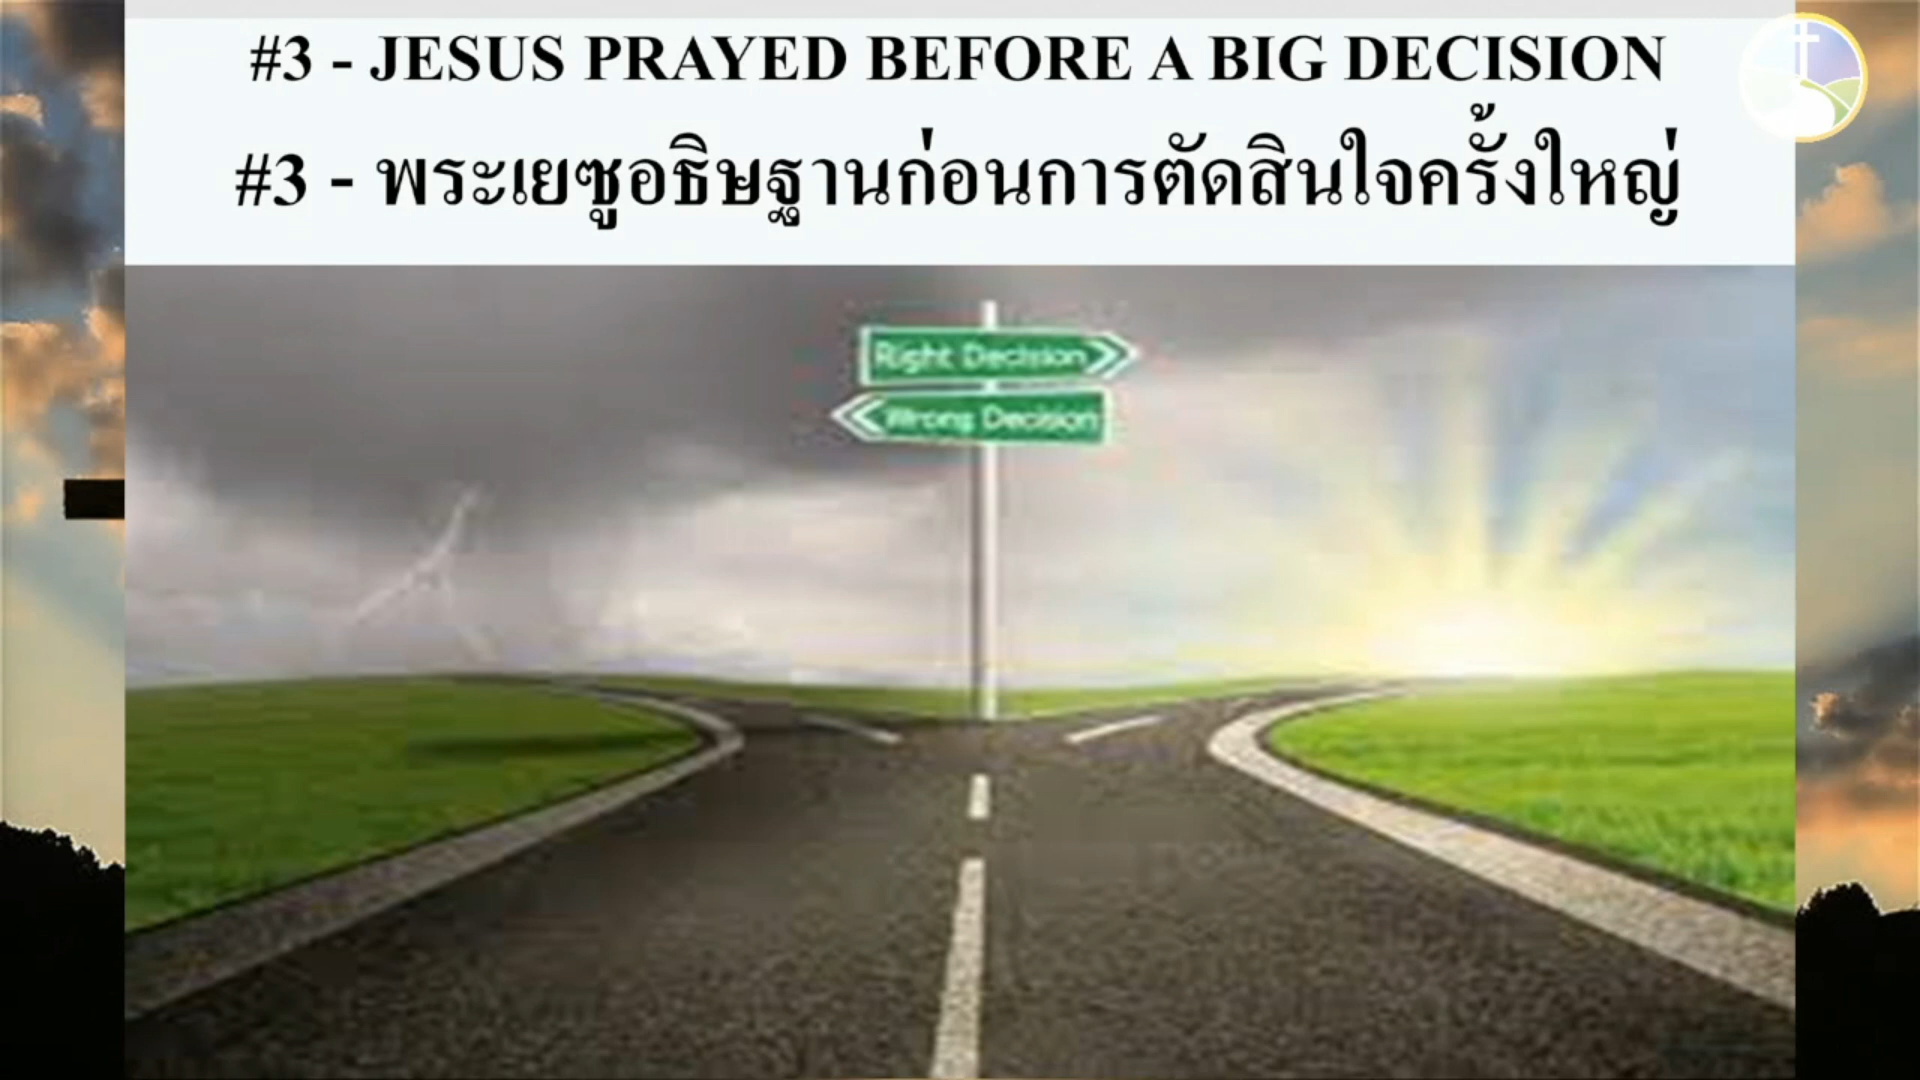 #3 - JESUS PRAYED BEFORE A BIG DECISION
#3 - พระเยซูอธิษฐานก่อนการตัดสินใจครั้งใหญ่
Right Decision
Wrong Decision